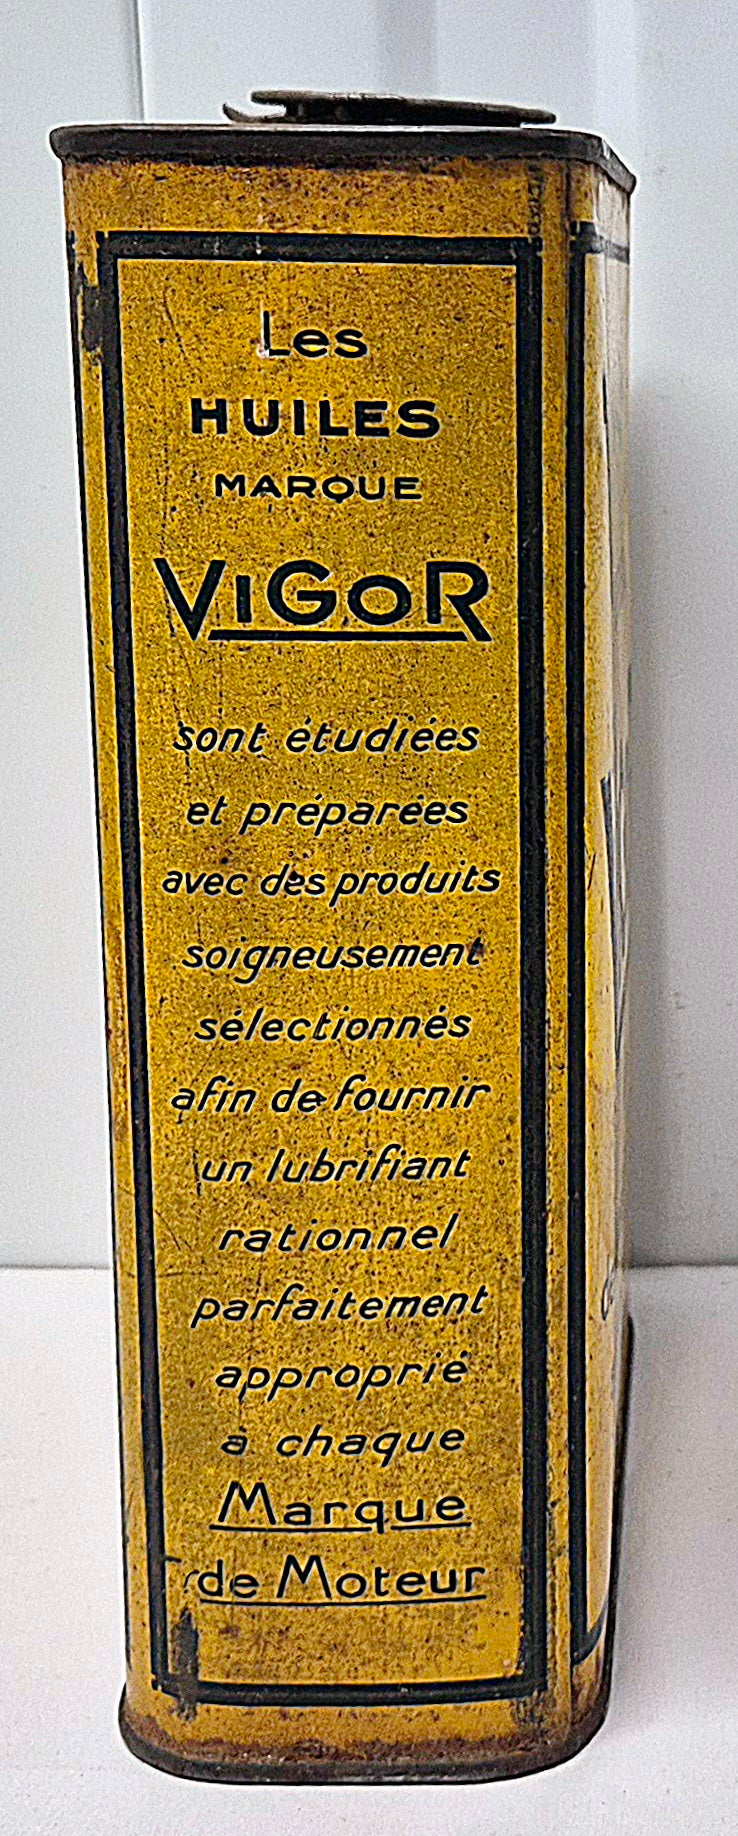 Les
HUILES
MARQUE
ViGoR
sont étudiées
et préparées
avec des produits
soigneusement
sélectionnés
afin de fournir
un lubrifiant
rationnel
parfaitement
approprié
à chaque
Marque
de Moteur